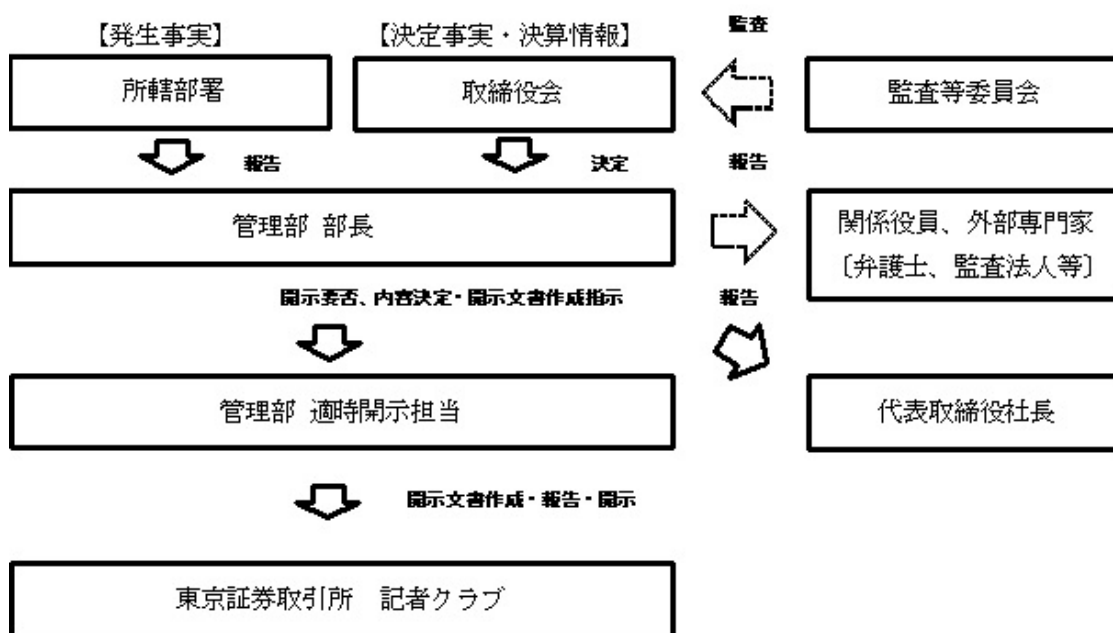 【発生事実】
【決定事実・決算情報】
監査
所轄部署
取締役会
監査等委員会
報告
決定
報告
管理部 部長
関係役員、外部専門家
〔弁護士、監査法人等〕
開示要否、内容決定・開示文書作成指示
報告
管理部 適時開示担当
代表取締役社長
開示文書作成・報告・開示
東京証券取引所　記者クラブ